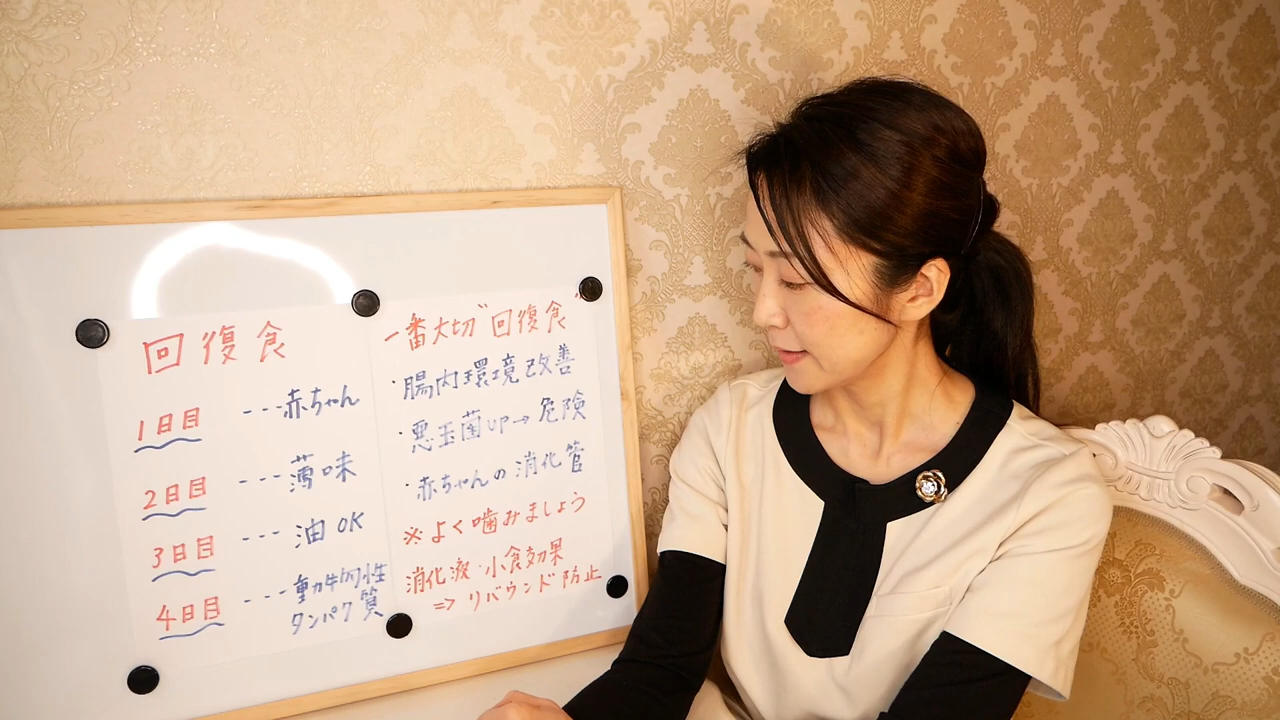 回復食
1日目 ---赤ちゃん
2日目 ---薄味
3日目 ---油OK
4日目 ---動物性
タンパク質
一番大切"回復食"
・腸内環境改善
・悪玉菌UP→危険
・赤ちゃんの消化管
※よく噛みましょう
消化液・小食効果
=> リバウンド防止